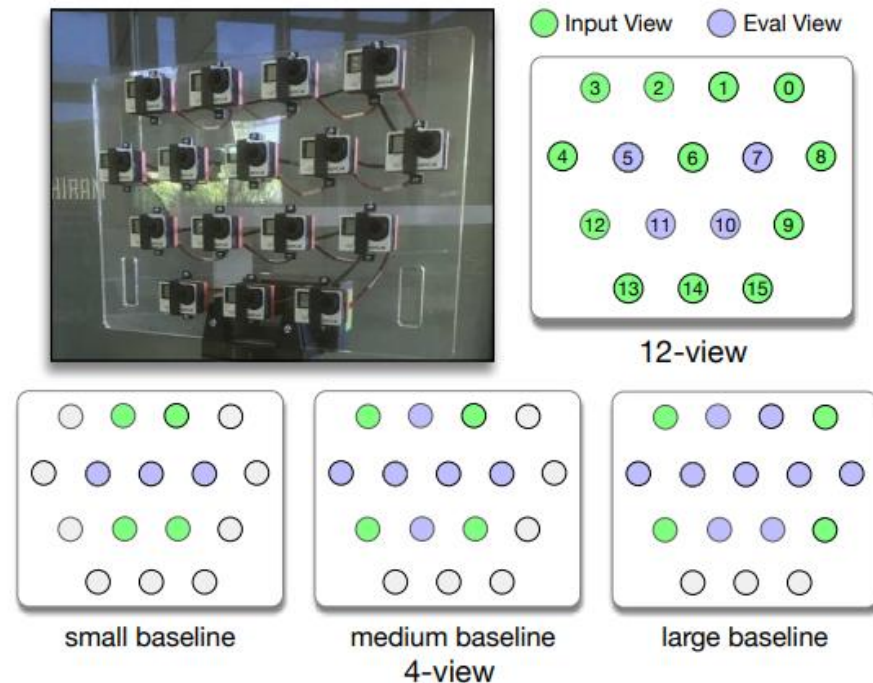 Input View
Eval View
3 2 1 0
4 5 6 7 8
12 11 10 9
13 14 15
12-view
small baseline
medium baseline
large baseline
4-view